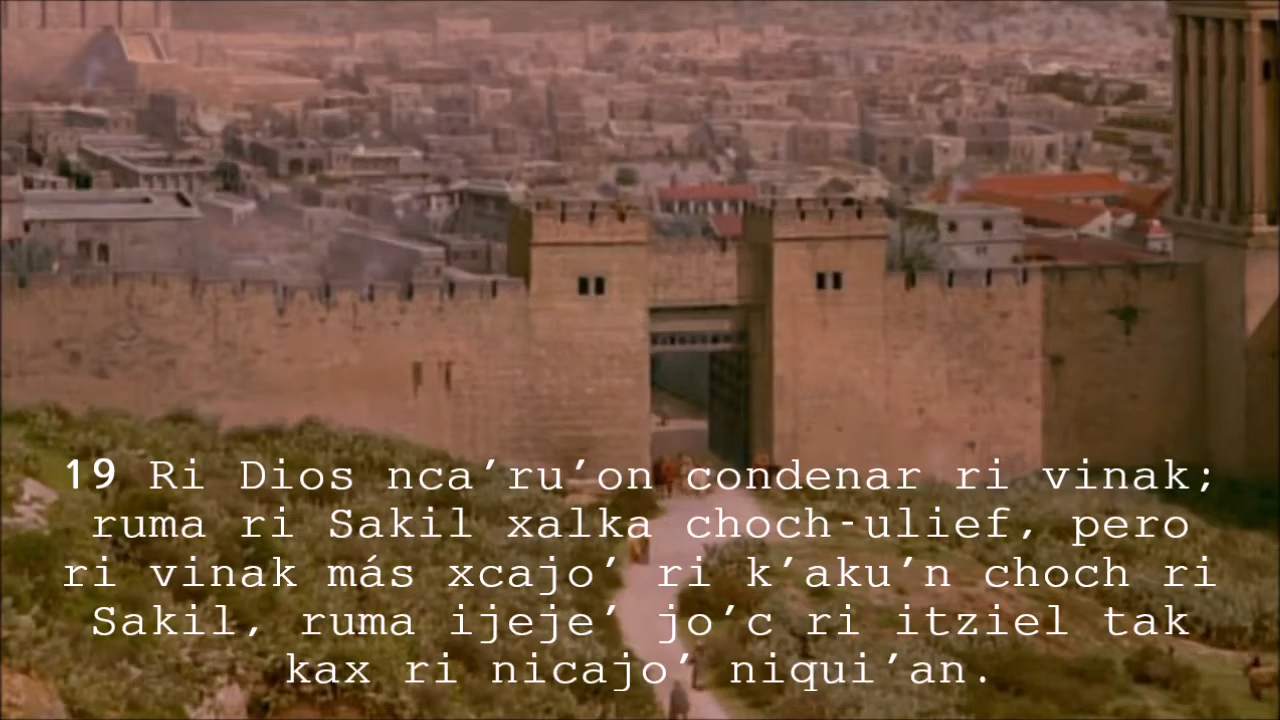 19 Ri Dios nca’ru’on condenar ri vinak;
ruma ri Sakil xalka choch-ulief, pero
ri vinak más xcajo’ ri k’aku’n choch ri
Sakil, ruma ijeje’ jo’c ri itziel tak
kax ri nicajo’ niqui’an.